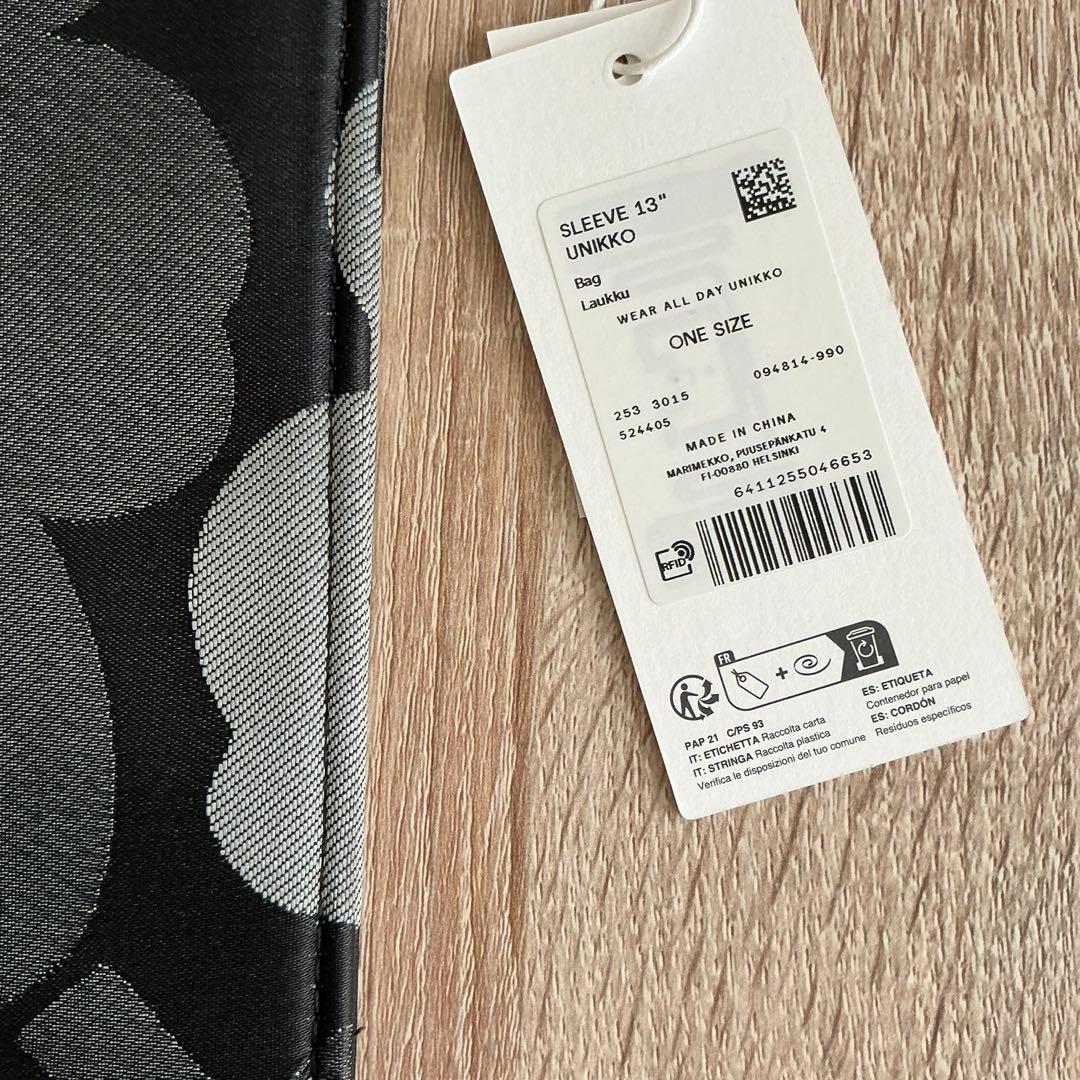 SLEEVE 13"
UNIKKO
Bag
Laukku
WEAR ALL DAY UNIKKO
ONE SIZE
094814-990
253 3015
524405
MADE IN CHINA
MARIMEKKO, PUUSEPÄNKATU 4
FI-00880 HELSINKI
6411255046653
RFID
FR
PAP 21 C/PS 93
IT: ETICHETTA Raccolta carta
IT: STRINGA Raccolta plastica
Verifica le disposizioni del tuo comune
ES: ETIQUETA
Contenedor para papel
ES: CORDÓN
Residuos específicos